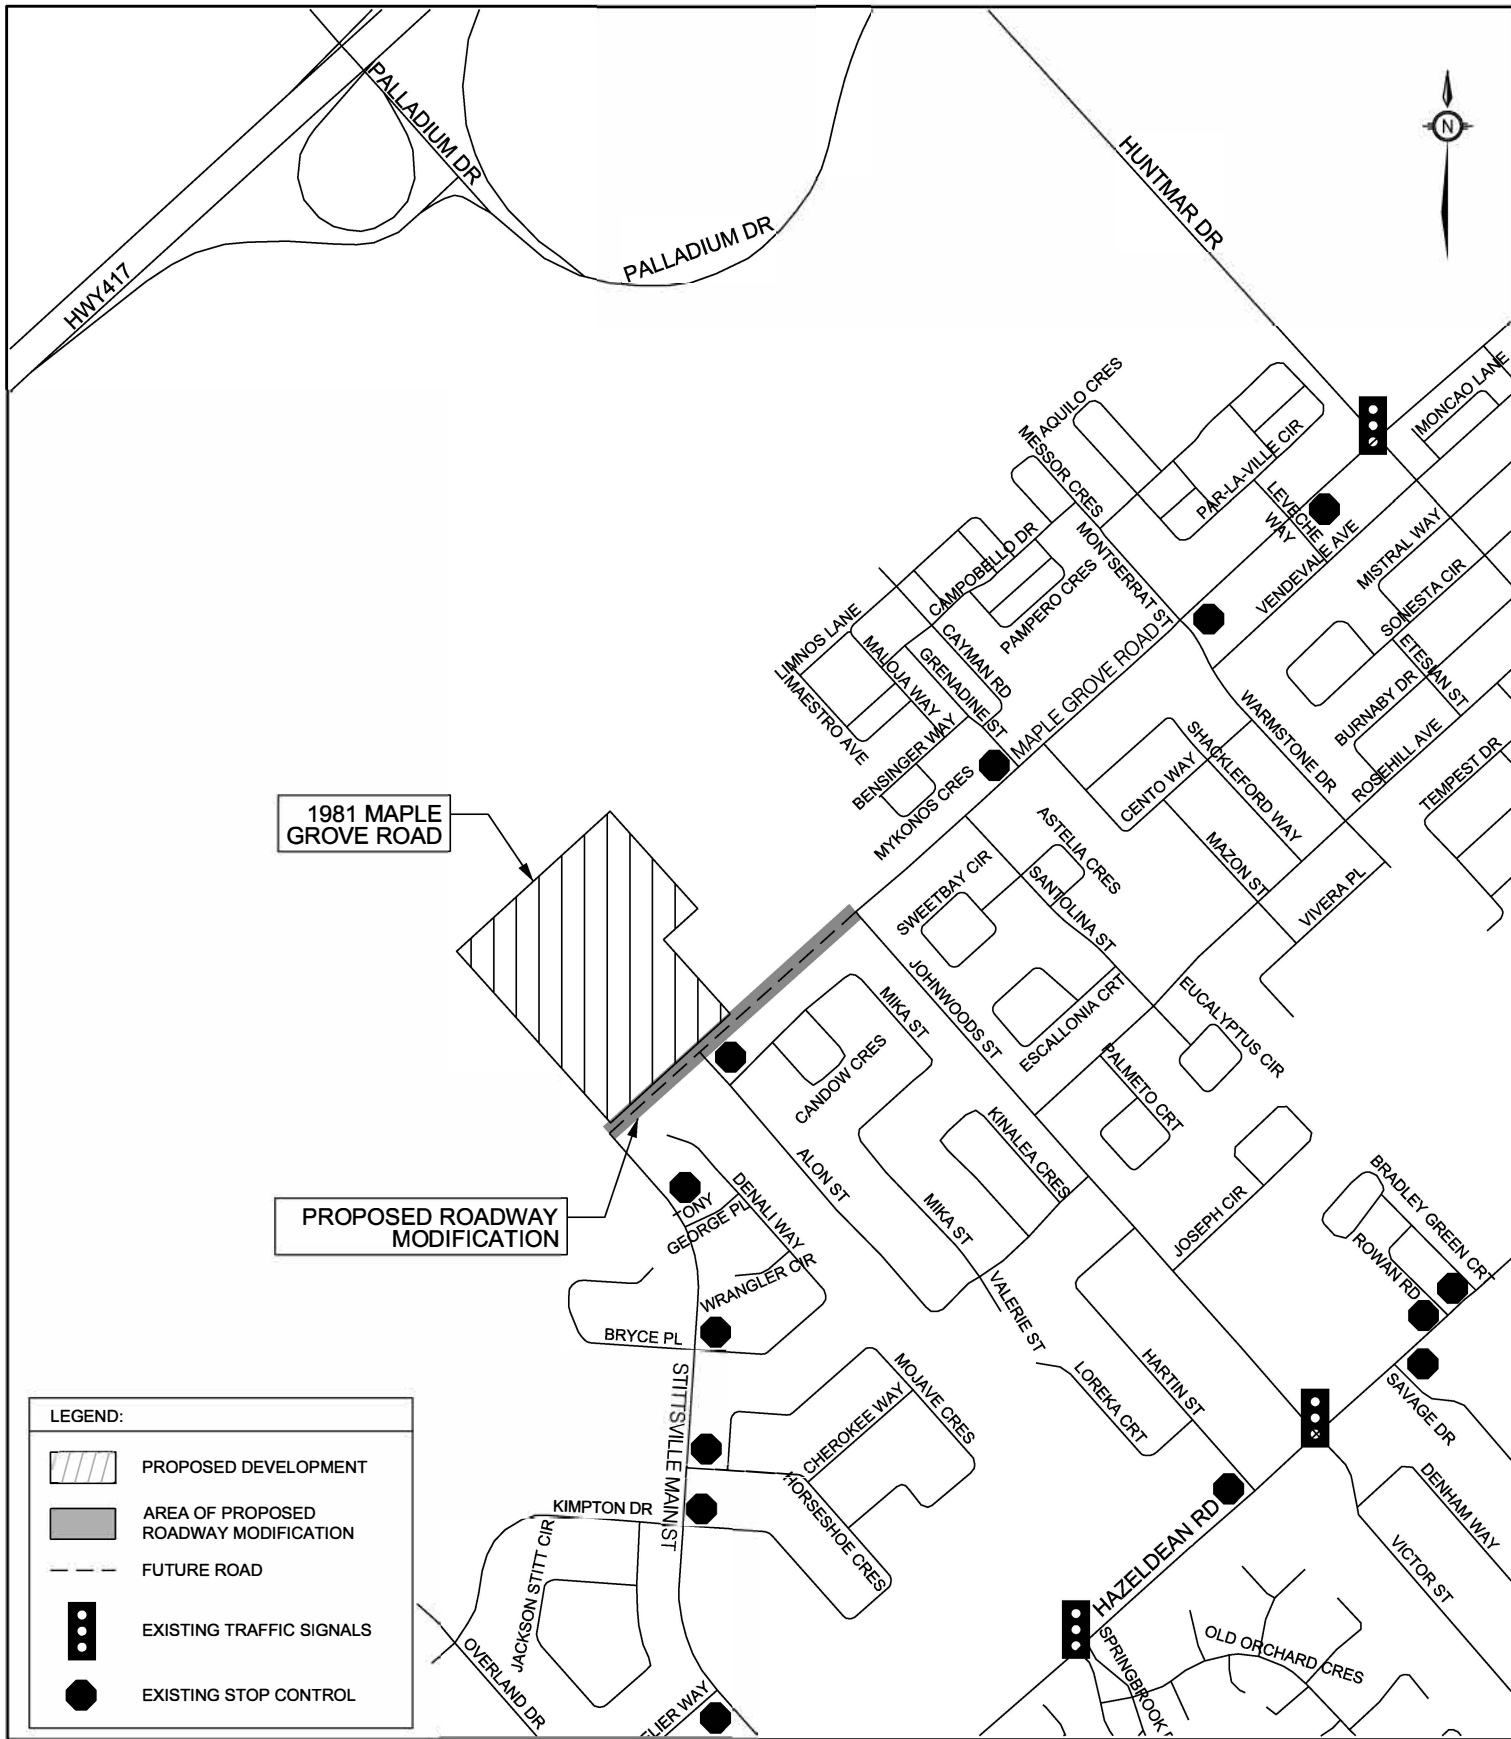 PALLADIUM DR
PALLADIUM DR
HWY417
HUNTMAR DR
N
IMONCAO LANE
AQUILO CRES
MESSOR CRES
PAR-LA-VILLE CIR
LEVECHE
WAY
MONTSERRAT ST
CAMPOBELLO DR
PAMPERO CRES
VENDEVALE AVE
MISTRAL WAY
SONESTA CIR
ETESIAN ST
LIMNOS LANE
MALOJA WAY
CAYMAN RD
GRENADINE ST
LIMAESTRO AVE
BENSINGER WAY
MAPLE GROVE ROAD
WARMSTONE DR
BURNABY DR
ROSEHILL AVE
TEMPEST DR
MYKONOS CRES
SHACKLEFORD WAY
CENTO WAY
MAZON ST
VIVERA PL
1981 MAPLE
GROVE ROAD
ASTELIA CRES
SWEETBAY CIR
SANTOLINA ST
JOHNWOODS ST
ESCALLONIA CRT
EUCALYPTUS CIR
MIKA ST
CANDOW CRES
PALMETO CRT
KINALEA CRES
ALON ST
MIKA ST
JOSEPH CIR
BRADLEY GREEN CRT
ROWAN RD
PROPOSED ROADWAY
MODIFICATION
TONY
GEORGE PL
DENALI WAY
WRANGLER CIR
BRYCE PL
VALERIE ST
STITTSVILLE MAIN ST
MOJAVE CRES
CHEROKEE WAY
HORSESHOE CRES
LOREKA CRT
HARTIN ST
SAVAGE DR
DENHAM WAY
VICTOR ST
HAZELDEAN RD
KIMPTON DR
JACKSON STITT CIR
OVERLAND DR
ELIER WAY
SPRINGBROOK
OLD ORCHARD CRES
LEGEND:
PROPOSED DEVELOPMENT
AREA OF PROPOSED
ROADWAY MODIFICATION
FUTURE ROAD
EXISTING TRAFFIC SIGNALS
EXISTING STOP CONTROL